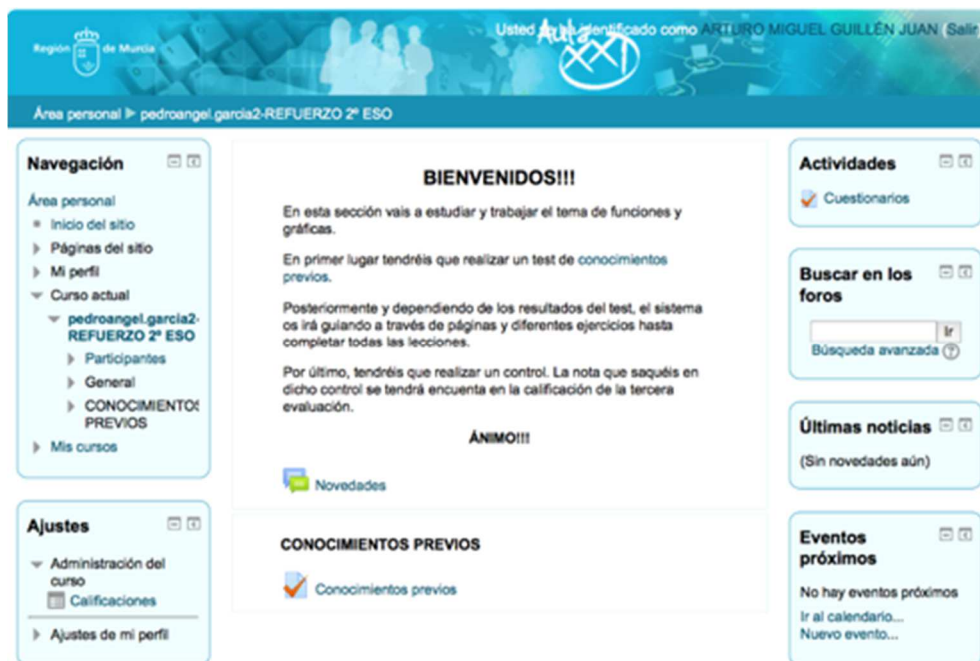 Región de Murcia
Aula XXI
Usted se ha identificado como ARTURO MIGUEL GUILLÉN JUAN (Salir
Área personal ▶ pedroangel.garcia2-REFUERZO 2º ESO
Navegación
Área personal
Inicio del sitio
Páginas del sitio
Mi perfil
Curso actual
pedroangel.garcia2-
REFUERZO 2º ESO
Participantes
General
CONOCIMIENTOS
PREVIOS
Mis cursos
Ajustes
Administración del
curso
Calificaciones
Ajustes de mi perfil
BIENVENIDOS!!!
En esta sección vais a estudiar y trabajar el tema de funciones y
gráficas.
En primer lugar tendréis que realizar un test de conocimientos
previos.
Posteriormente y dependiendo de los resultados del test, el sistema
os irá guiando a través de páginas y diferentes ejercicios hasta
completar todas las lecciones.
Por último, tendréis que realizar un control. La nota que saquéis en
dicho control se tendrá encuenta en la calificación de la tercera
evaluación.
ÁNIMO!!!
Novedades
CONOCIMIENTOS PREVIOS
Conocimientos previos
Actividades
Cuestionarios
Buscar en los
foros
Ir
Búsqueda avanzada ?
Últimas noticias
(Sin novedades aún)
Eventos
próximos
No hay eventos próximos
Ir al calendario...
Nuevo evento...